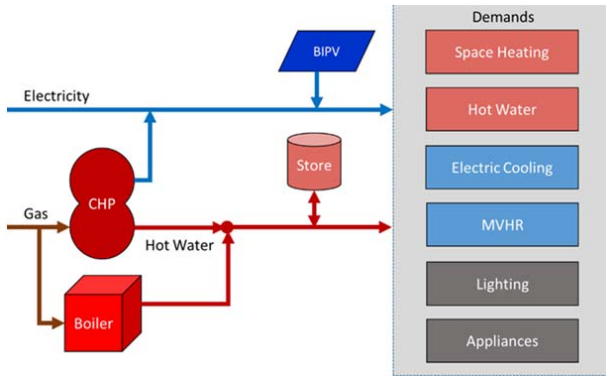 Demands
BIPV
Space Heating
Electricity
Hot Water
Store
Electric Cooling
CHP
Gas
MVHR
Hot Water
Lighting
Boiler
Appliances